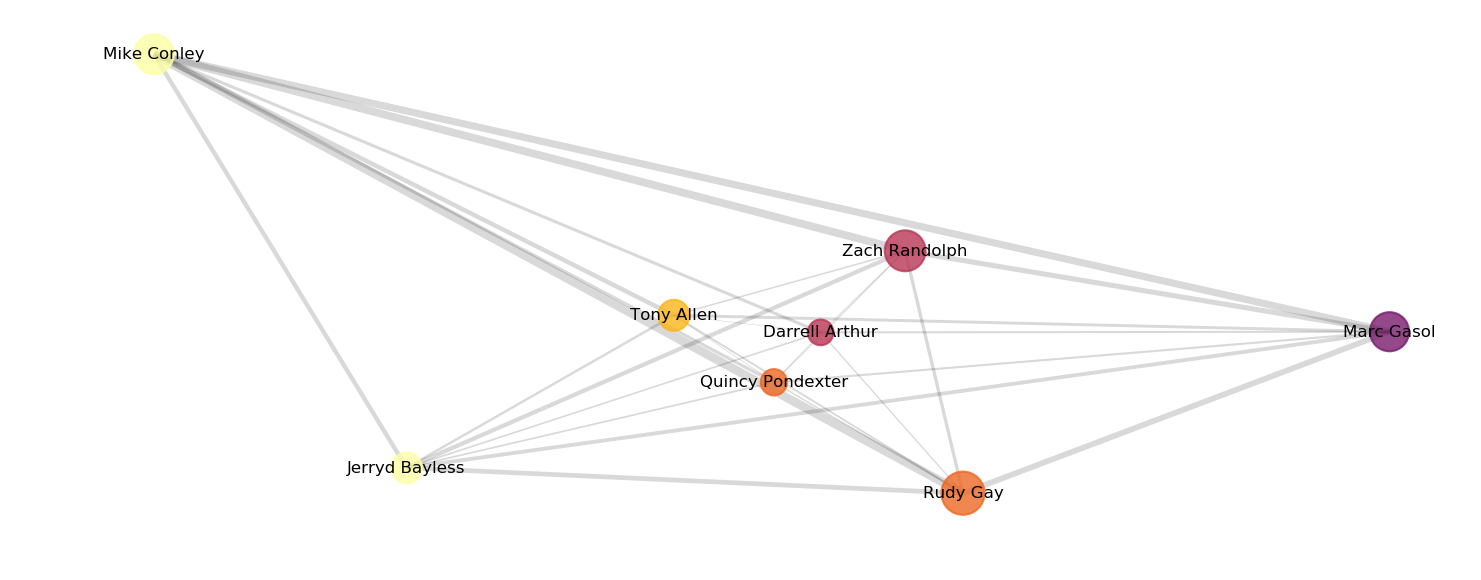 Mike Conley
Zach Randolph
Tony Allen
Darrell Arthur
Marc Gasol
Quincy Pondexter
Jerryd Bayless
Rudy Gay